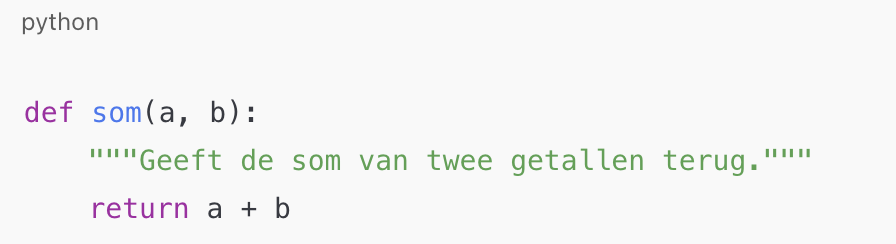 python
def som(a, b):
    """Geeft de som van twee getallen terug."""
    return a + b